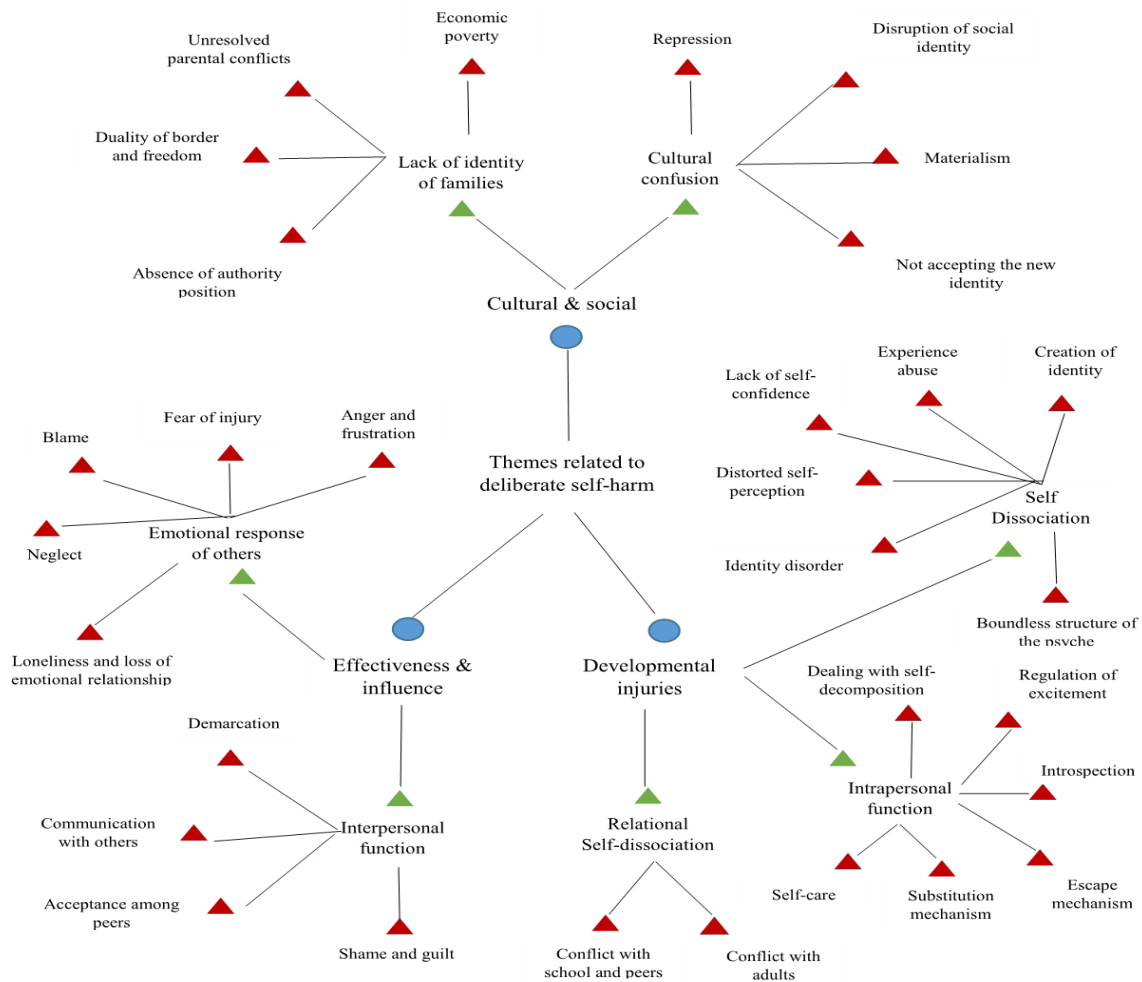 Economic
poverty
Unresolved
parental conflicts
Duality of border
and freedom
Absence of authority
position
Lack of identity
of families
Repression
Disruption of social
identity
Materialism
Not accepting the new
identity
Cultural
confusion
Cultural & social
Themes related to
deliberate self-harm
Fear of injury
Anger and
frustration
Blame
Neglect
Emotional response
of others
Loneliness and loss of
emotional relationship
Effectiveness &
influence
Demarcation
Communication
with others
Acceptance among
peers
Interpersonal
function
Shame and guilt
Experience
abuse
Creation of
identity
Lack of self-
confidence
Distorted self-
perception
Identity disorder
Self
Dissociation
Boundless structure of
the psyche
Developmental
injuries
Relational
Self-dissociation
Conflict with
school and peers
Conflict with
adults
Dealing with self-
decomposition
Regulation of
excitement
Introspection
Intrapersonal
function
Self-care
Substitution
mechanism
Escape
mechanism